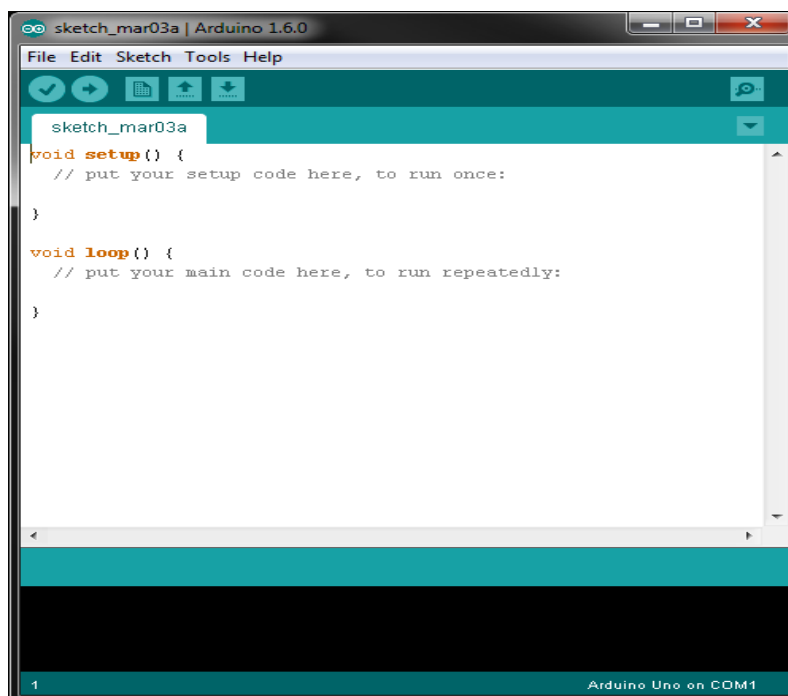 sketch_mar03a | Arduino 1.6.0
File Edit Sketch Tools Help
sketch_mar03a
void setup() {
  // put your setup code here, to run once:
}
void loop() {
  // put your main code here, to run repeatedly:
}
1 Arduino Uno on COM1